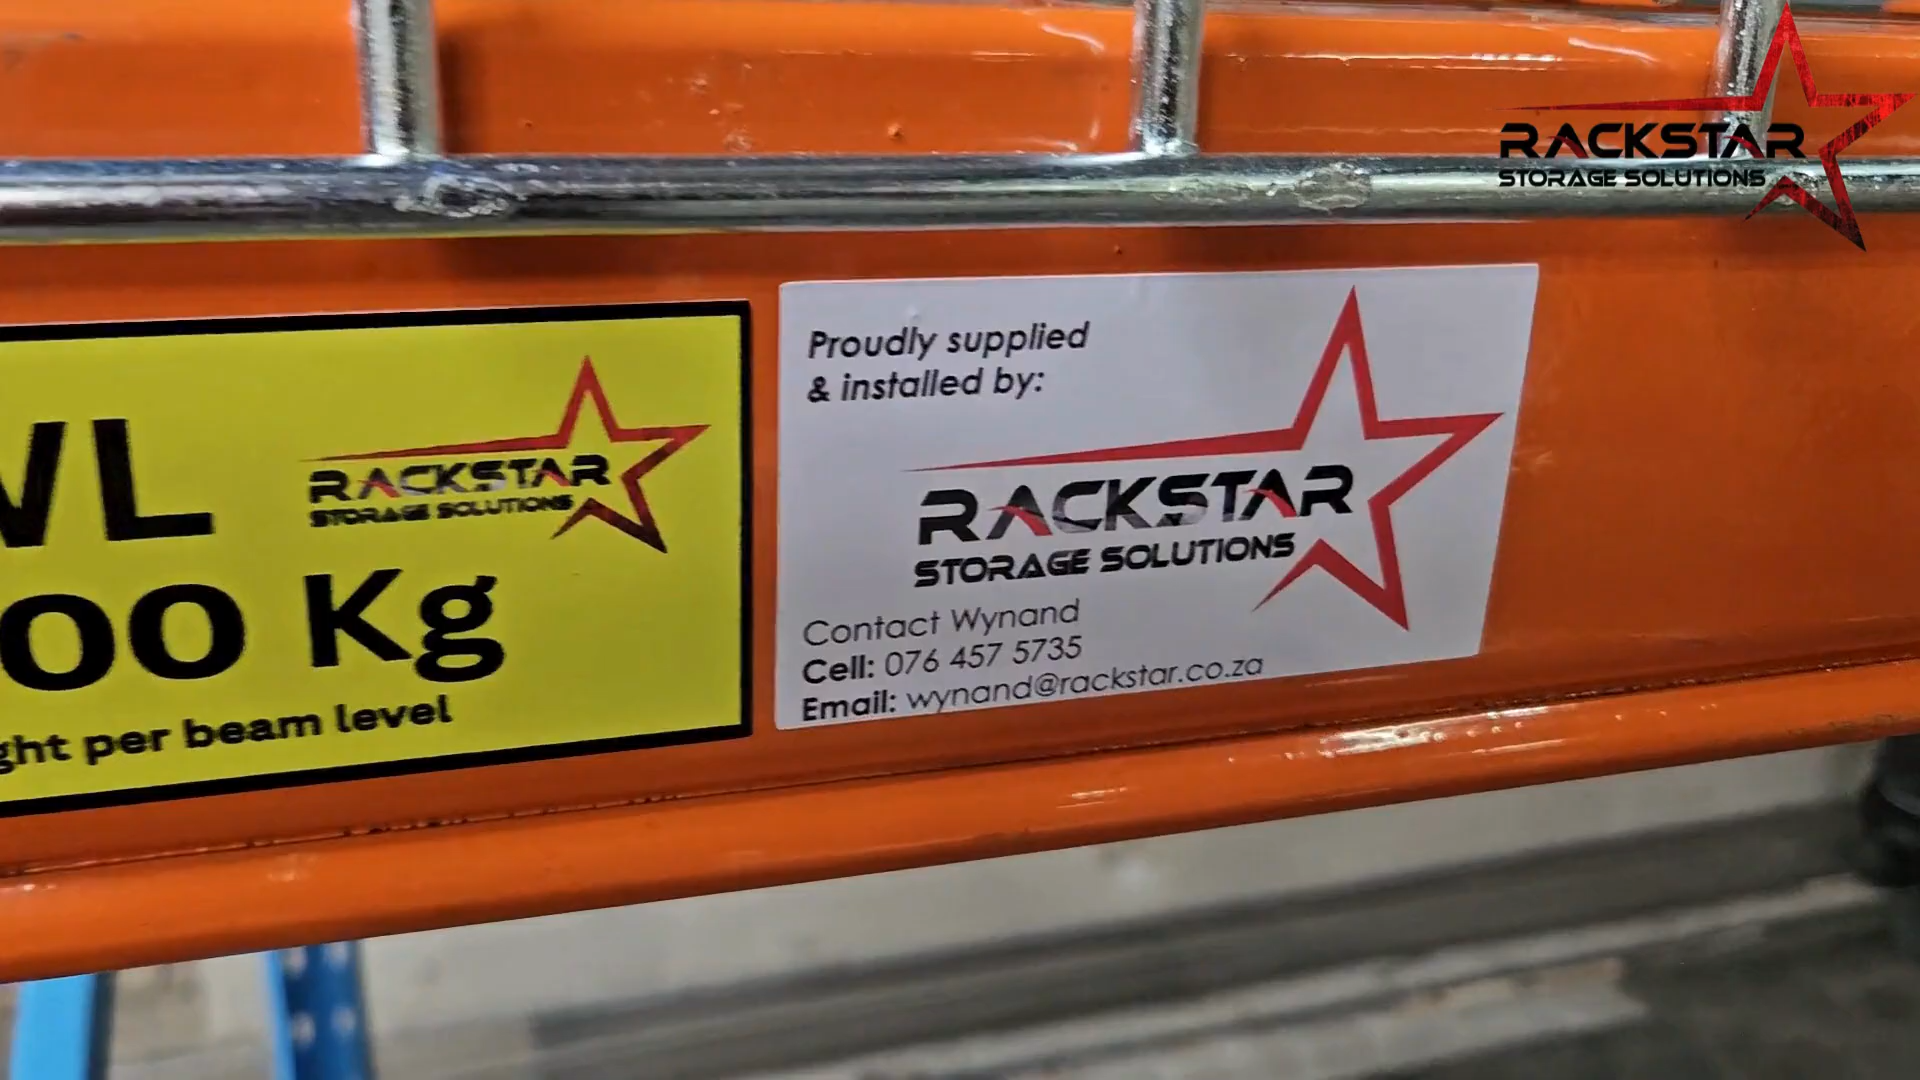 RACKSTAR
STORAGE SOLUTIONS
WL
RACKSTAR
STORAGE SOLUTIONS
00 Kg
ght per beam level
Proudly supplied
& installed by:
RACKSTAR
STORAGE SOLUTIONS
Contact Wynand
Cell: 076 457 5735
Email: wynand@rackstar.co.za